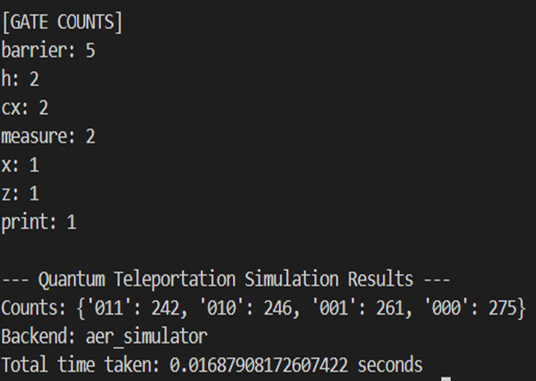 [GATE COUNTS]
barrier: 5
h: 2
cx: 2
measure: 2
x: 1
z: 1
print: 1
--- Quantum Teleportation Simulation Results ---
Counts: {'011': 242, '010': 246, '001': 261, '000': 275}
Backend: aer_simulator
Total time taken: 0.01687908172607422 seconds